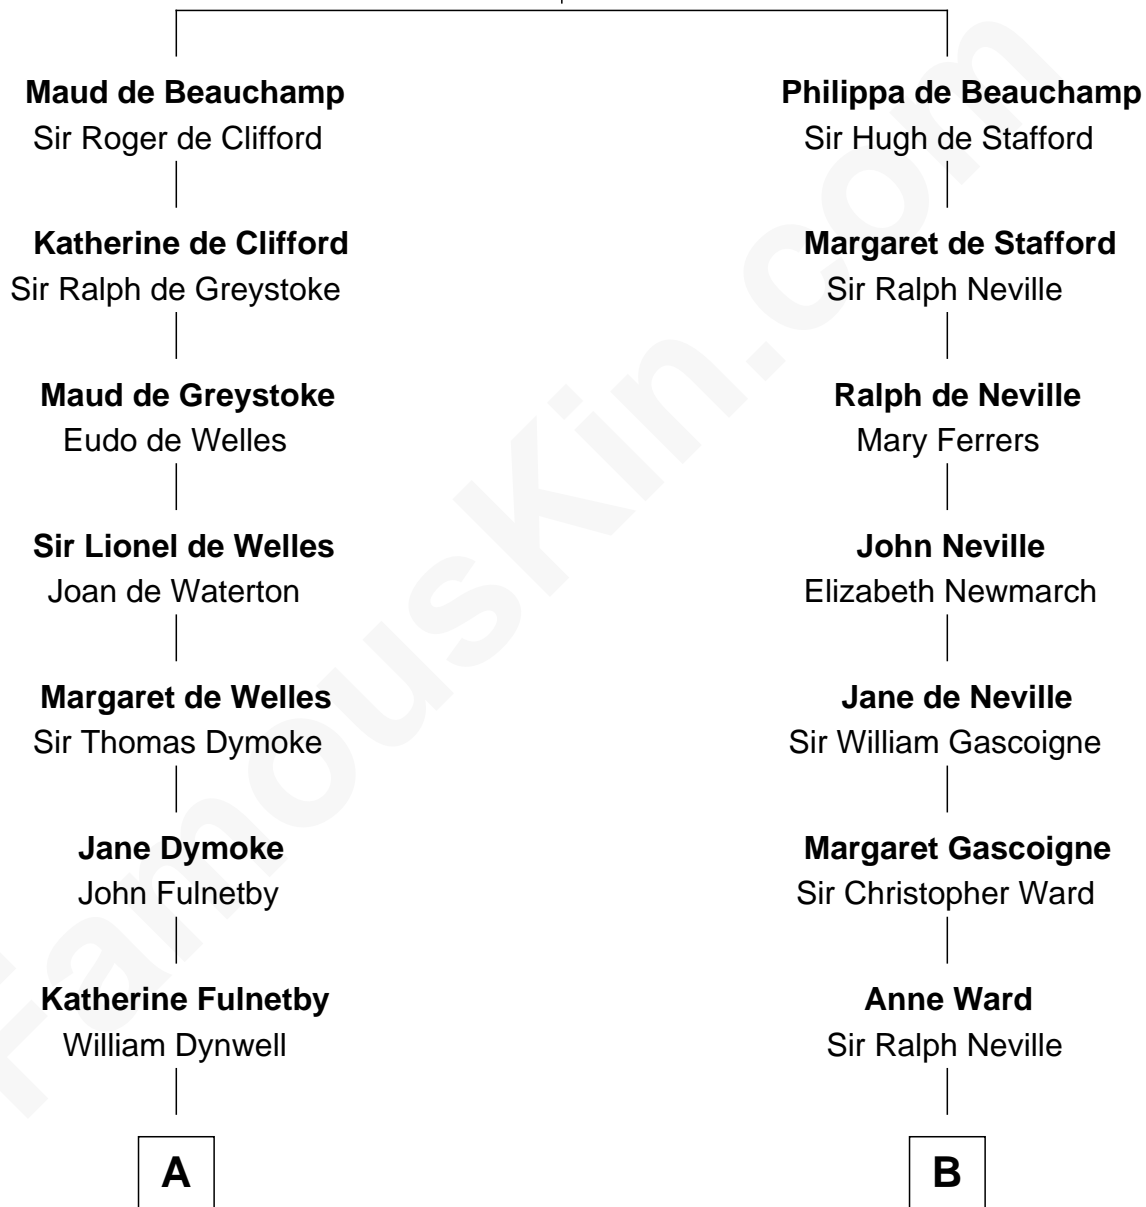 Maud de Beauchamp
Sir Roger de Clifford
Katherine de Clifford
Sir Ralph de Greystoke
Maud de Greystoke
Eudo de Welles
Sir Lionel de Welles
Joan de Waterton
Margaret de Welles
Sir Thomas Dymoke
Jane Dymoke
John Fulnetby
Katherine Fulnetby
William Dynwell
A
Philippa de Beauchamp
Sir Hugh de Stafford
Margaret de Stafford
Sir Ralph Neville
Ralph de Neville
Mary Ferrers
John Neville
Elizabeth Newmarch
Jane de Neville
Sir William Gascoigne
Margaret Gascoigne
Sir Christopher Ward
Anne Ward
Sir Ralph Neville
B
FamousKin.com